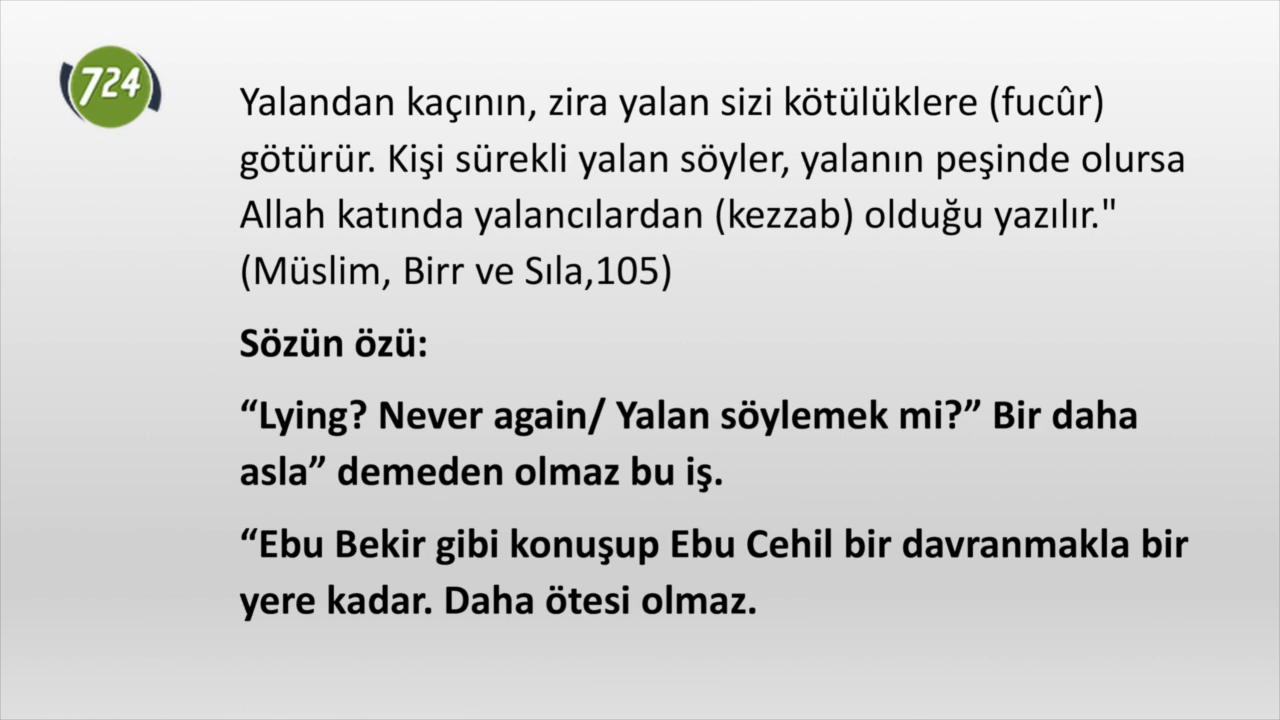 724
Yalandan kaçının, zira yalan sizi kötülüklere (fucûr)
götürür. Kişi sürekli yalan söyler, yalanın peşinde olursa
Allah katında yalancılardan (kezzab) olduğu yazılır."
(Müslim, Birr ve Sıla,105)
Sözün özü:
“Lying? Never again/ Yalan söylemek mi?” Bir daha
asla” demeden olmaz bu iş.
“Ebu Bekir gibi konuşup Ebu Cehil bir davranmakla bir
yere kadar. Daha ötesi olmaz.